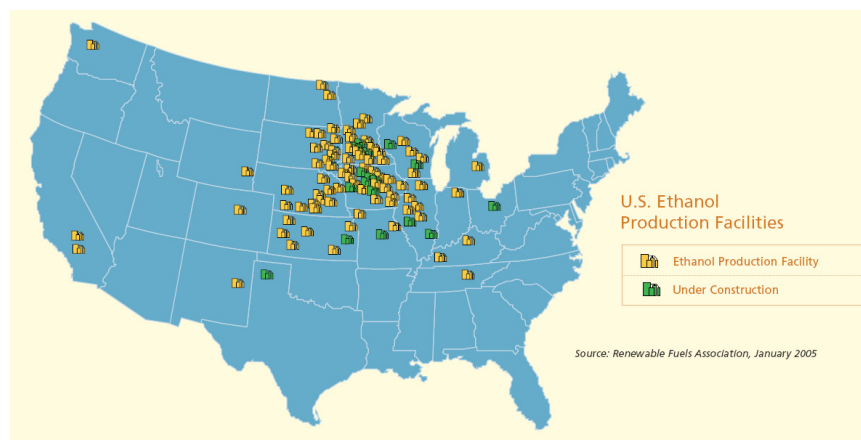 U.S. Ethanol
Production Facilities
Ethanol Production Facility
Under Construction
Source: Renewable Fuels Association, January 2005